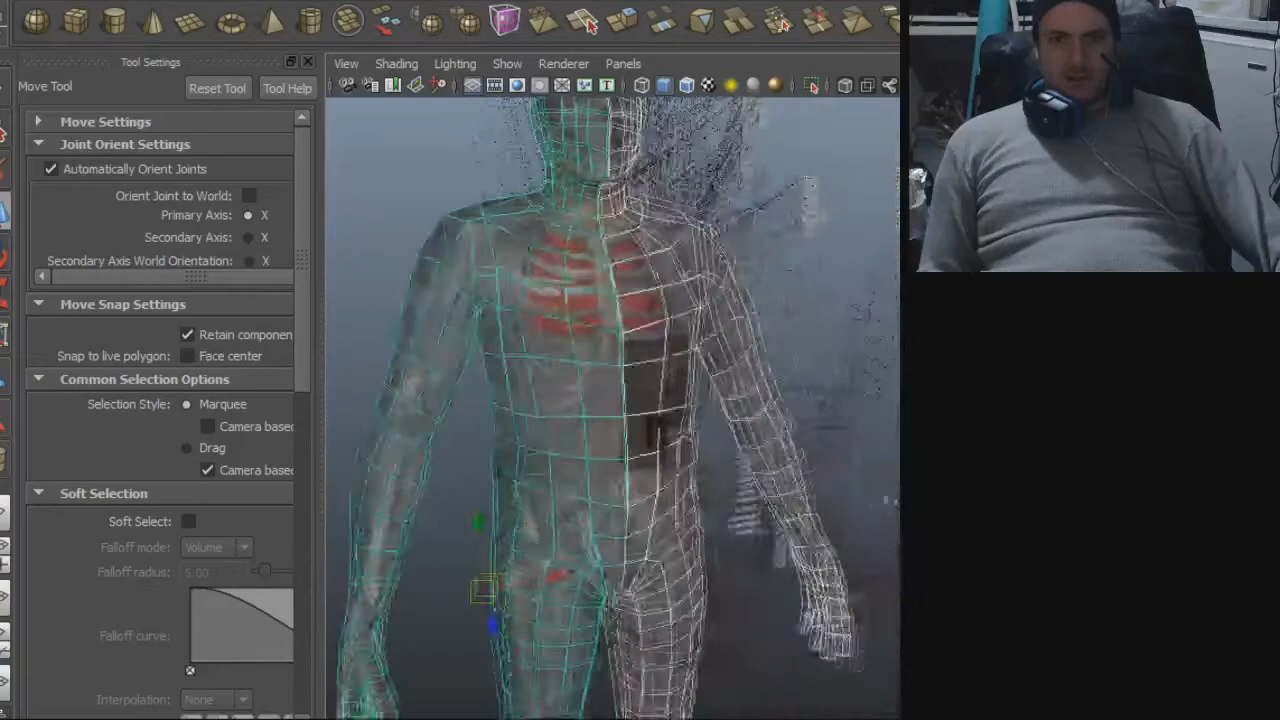 Tool Settings
View Shading Lighting Show Renderer Panels
Move Tool Reset Tool Tool Help
Move Settings
Joint Orient Settings
Automatically Orient Joints
Orient Joint to World:
Primary Axis: X
Secondary Axis: X
Secondary Axis World Orientation: X
Move Snap Settings
Retain componen
Snap to live polygon: Face center
Common Selection Options
Selection Style: Marquee
Camera based
Drag
Camera based
Soft Selection
Soft Select:
Falloff mode: Volume
Falloff radius: 5.00
Falloff curve:
Interpolation: None